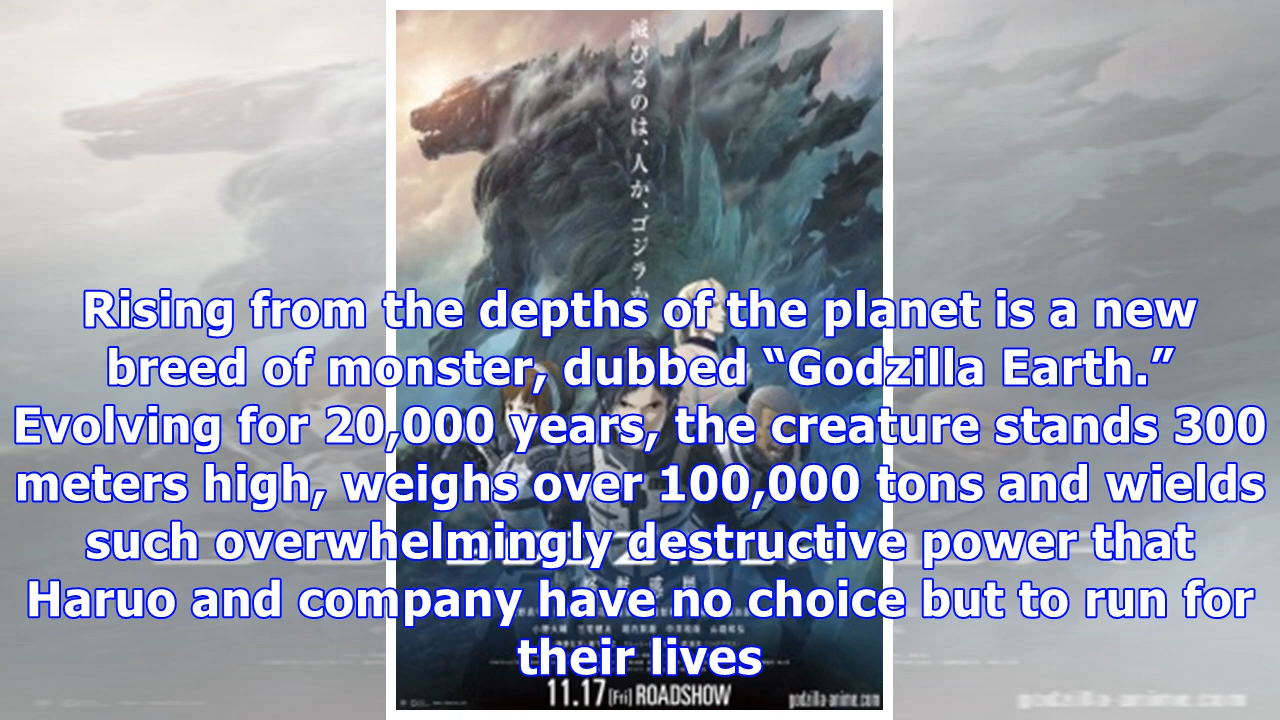 滅びるのは、人か、ゴジラか
Rising from the depths of the planet is a new
breed of monster, dubbed “Godzilla Earth.”
Evolving for 20,000 years, the creature stands 300
meters high, weighs over 100,000 tons and wields
such overwhelmingly destructive power that
Haruo and company have no choice but to run for
their lives
11.17 [Fri] ROADSHOW
godzilla-anime.com
godzilla-anime.com